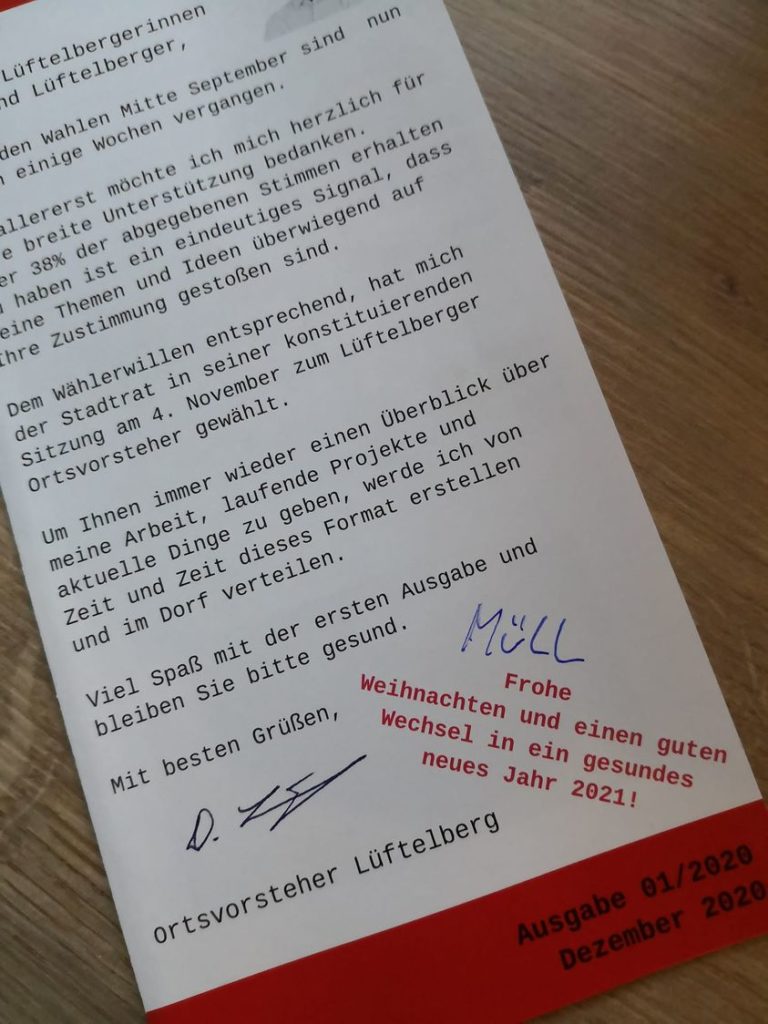 Lüftelbergerinnen
nd Lüftelberger,
den Wahlen Mitte September sind nun
einige Wochen vergangen.
allererst möchte ich mich herzlich für
e breite Unterstützung bedanken.
er 38% der abgegebenen Stimmen erhalten
haben ist ein eindeutiges Signal, dass
eine Themen und Ideen überwiegend auf
Ihre Zustimmung gestoßen sind.
Dem Wählerwillen entsprechend, hat mich
der Stadtrat in seiner konstituierenden
Sitzung am 4. November zum Lüftelberger
Ortsvorsteher gewählt.
Um Ihnen immer wieder einen Überblick über
meine Arbeit, laufende Projekte und
aktuelle Dinge zu geben, werde ich von
Zeit und Zeit dieses Format erstellen
und im Dorf verteilen.
Viel Spaß mit der ersten Ausgabe und
bleiben Sie bitte gesund.
MÜLL
Mit besten Grüßen,
Frohe
Weihnachten und einen guten
Wechsel in ein gesundes
neues Jahr 2021!
D.
Ortsvorsteher Lüftelberg
Ausgabe 01/2020
Dezember 2020